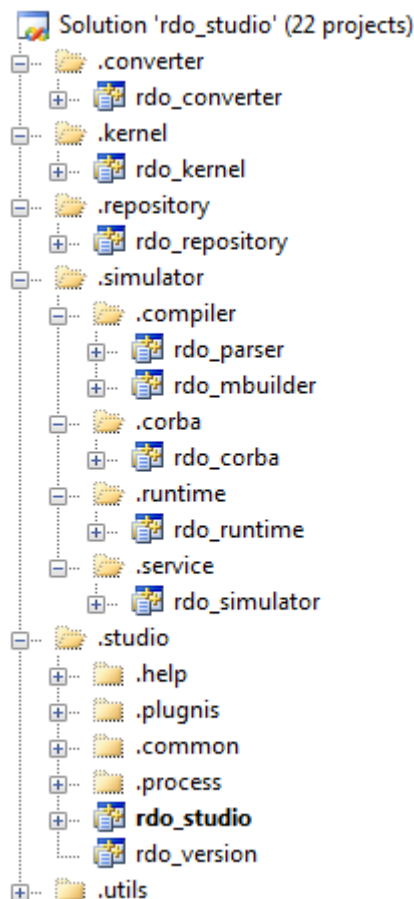 Solution 'rdo_studio' (22 projects)
.converter
rdo_converter
.kernel
rdo_kernel
.repository
rdo_repository
.simulator
.compiler
rdo_parser
rdo_mbuilder
.corba
rdo_corba
.runtime
rdo_runtime
.service
rdo_simulator
.studio
.help
.plugnis
.common
.process
rdo_studio
rdo_version
.utils